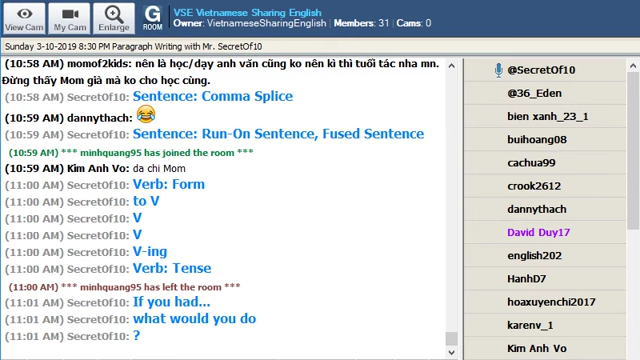 View Cam
My Cam
Enlarge
G
ROOM
VSE Vietnamese Sharing English
Owner: VietnameseSharingEnglish | Members: 31 | Cams: 0
Sunday 3-10-2019 8:30 PM Paragraph Writing with Mr. SecretOf10
(10:58 AM) momof2kids: nên là học/dạy anh văn cũng ko nên kì thì tuổi tác nha mn.
Đừng thấy Mom già mà ko cho học cùng.
(10:58 AM) SecretOf10: Sentence: Comma Splice
(10:59 AM) dannythach: 😂
(10:59 AM) SecretOf10: Sentence: Run-On Sentence, Fused Sentence
(10:59 AM) *** minhquang95 has joined the room ***
(10:59 AM) Kim Anh Vo: da chi Mom
(11:00 AM) SecretOf10: Verb: Form
(11:00 AM) SecretOf10: to V
(11:00 AM) SecretOf10: V
(11:00 AM) SecretOf10: V
(11:00 AM) SecretOf10: V-ing
(11:00 AM) SecretOf10: Verb: Tense
(11:00 AM) *** minhquang95 has left the room ***
(11:01 AM) SecretOf10: If you had...
(11:01 AM) SecretOf10: what would you do
(11:01 AM) SecretOf10: ?
@SecretOf10
@36_Eden
bien xanh_23_1
buihoang08
cachua99
crook2612
dannythach
David Duy17
english202
HanhD7
hoaxuyenchi2017
karenv_1
Kim Anh Vo